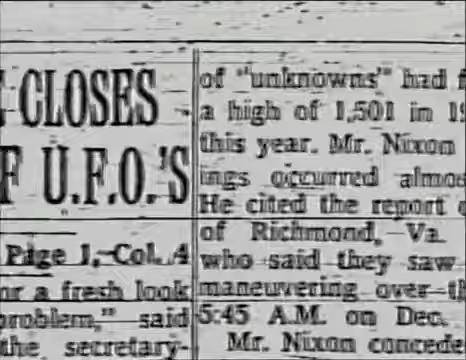 CLOSES
F U.F.O.'S
Page 1, Col. 4
or a fresh look
problem," said
the secretary-
of "unknowns" had f
a high of 1,501 in 19
this year. Mr. Nixon
ings occurred almos
He cited the report o
of Richmond, Va.
who said they saw
maneuvering over th
5:45 A.M. on Dec.
Mr. Nixon concede